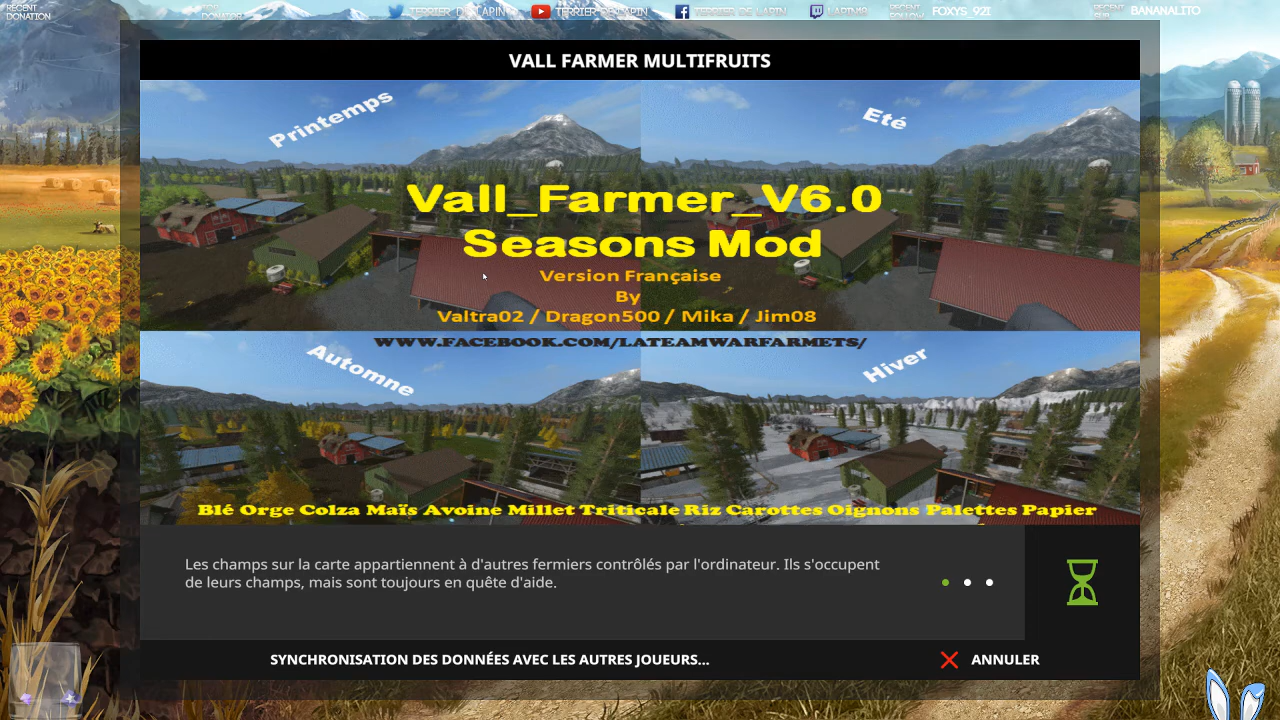 RECENT
DONATION
TOP
DONATOR
TERRIER DE LAPIN
TERRIER DE LAPIN
TERRIER DE LAPIN
LAPIN8
RECENT
FOLLOW
FOXYS_921
RECENT
SUB
BANANALITO
VALL FARMER MULTIFRUITS
Printemps
Eté
Vall_Farmer_V6.0
Seasons Mod
Version Française
By
Valtra02 / Dragon500 / Mika / Jim08
WWW.FACEBOOK.COM/LATEAMWARFARMETS/
Automne
Hiver
Blé Orge Colza Maïs Avoine Millet Triticale Riz Carottes Oignons Palettes Papier
Les champs sur la carte appartiennent à d'autres fermiers contrôlés par l'ordinateur. Ils s'occupent
de leurs champs, mais sont toujours en quête d'aide.
SYNCHRONISATION DES DONNÉES AVEC LES AUTRES JOUEURS...
ANNULER